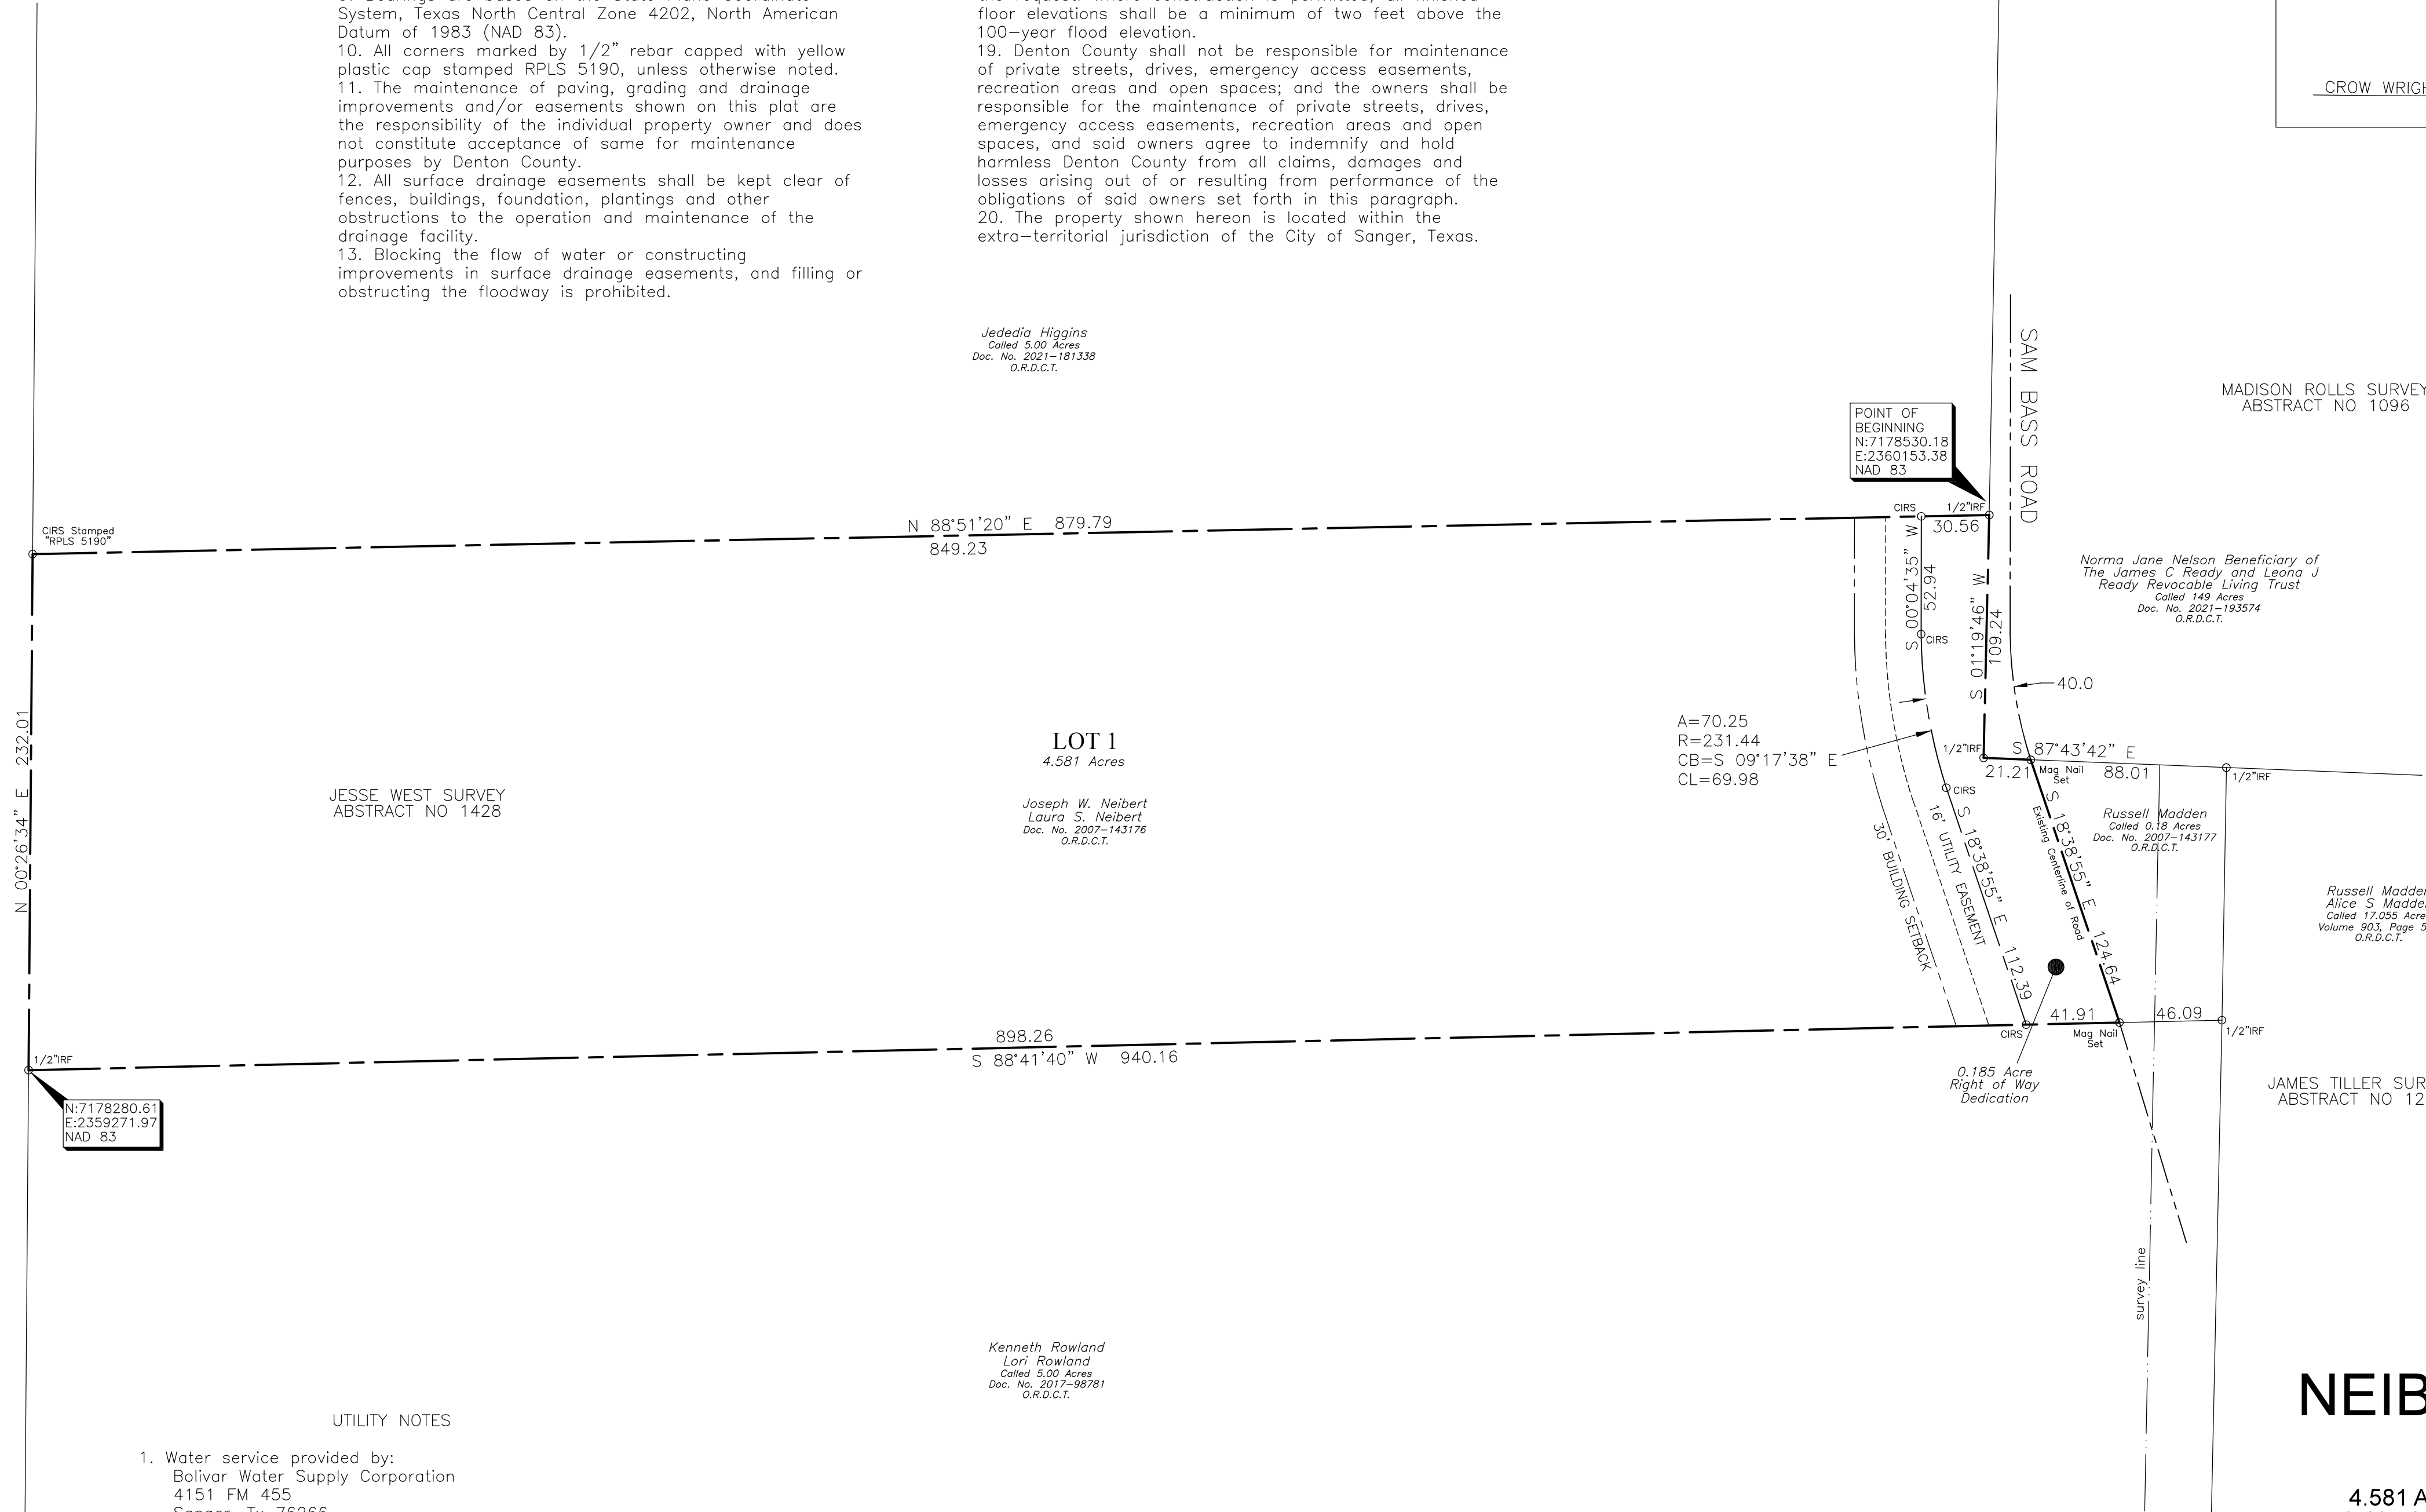 System, Texas North Central Zone 4202, North American
Datum of 1983 (NAD 83).
10. All corners marked by 1/2" rebar capped with yellow
plastic cap stamped RPLS 5190, unless otherwise noted.
11. The maintenance of paving, grading and drainage
improvements and/or easements shown on this plat are
the responsibility of the individual property owner and does
not constitute acceptance of same for maintenance
purposes by Denton County.
12. All surface drainage easements shall be kept clear of
fences, buildings, foundation, plantings and other
obstructions to the operation and maintenance of the
drainage facility.
13. Blocking the flow of water or constructing
improvements in surface drainage easements, and filling or
obstructing the floodway is prohibited.
floor elevations shall be a minimum of two feet above the
100-year flood elevation.
19. Denton County shall not be responsible for maintenance
of private streets, drives, emergency access easements,
recreation areas and open spaces; and the owners shall be
responsible for the maintenance of private streets, drives,
emergency access easements, recreation areas and open
spaces, and said owners agree to indemnify and hold
harmless Denton County from all claims, damages and
losses arising out of or resulting from performance of the
obligations of said owners set forth in this paragraph.
20. The property shown hereon is located within the
extra-territorial jurisdiction of the City of Sanger, Texas.
CROW WRIGH
Jededia Higgins
Called 5.00 Acres
Doc. No. 2021-181338
O.R.D.C.T.
SAM BASS ROAD
MADISON ROLLS SURVEY
ABSTRACT NO 1096
POINT OF
BEGINNING
N:7178530.18
E:2360153.38
NAD 83
CIRS Stamped
"RPLS 5190"
N 88°51'20" E 879.79
849.23
CIRS
1/2"IRF
30.56
S 00°04'35" W
52.94
CIRS
S 01°19'46" W
109.24
40.0
Norma Jane Nelson Beneficiary of
The James C Ready and Leona J
Ready Revocable Living Trust
Called 149 Acres
Doc. No. 2021-193574
O.R.D.C.T.
N 00°26'34" E 232.01
JESSE WEST SURVEY
ABSTRACT NO 1428
LOT 1
4.581 Acres
Joseph W. Neibert
Laura S. Neibert
Doc. No. 2007-143176
O.R.D.C.T.
A=70.25
R=231.44
CB=S 09°17'38" E
CL=69.98
1/2"IRF
S 87°43'42" E
21.21
Mag Nail
Set
88.01
1/2"IRF
CIRS
30' BUILDING SETBACK
16' UTILITY EASEMENT
S 18°38'55" E 112.39
Existing Centerline of Road
S 18°38'55" E 124.64
Russell Madden
Called 0.18 Acres
Doc. No. 2007-143177
O.R.D.C.T.
Russell Madden
Alice S Madden
Called 17.055 Acre
Volume 903, Page 5
O.R.D.C.T.
1/2"IRF
898.26
S 88°41'40" W 940.16
CIRS
41.91
Mag Nail
Set
46.09
1/2"IRF
0.185 Acre
Right of Way
Dedication
JAMES TILLER SUR
ABSTRACT NO 12
N:7178280.61
E:2359271.97
NAD 83
survey line
Kenneth Rowland
Lori Rowland
Called 5.00 Acres
Doc. No. 2017-98781
O.R.D.C.T.
NEIB
UTILITY NOTES
1. Water service provided by:
Bolivar Water Supply Corporation
4151 FM 455
4.581 A